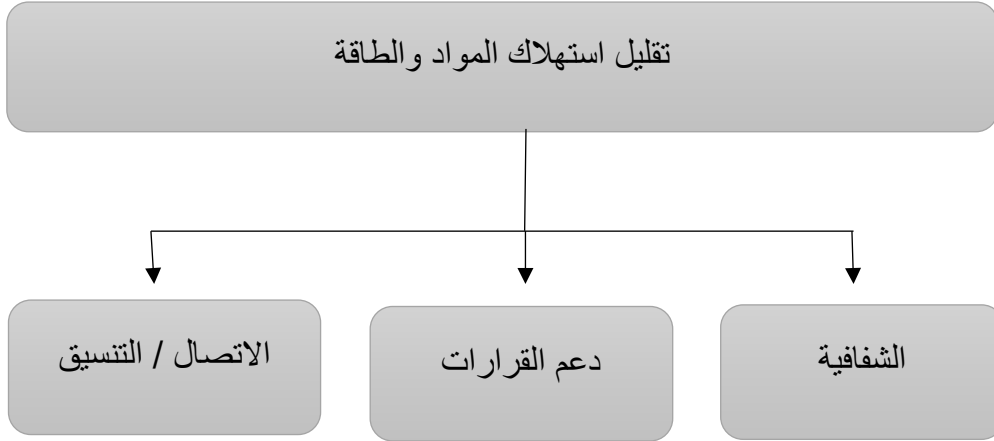 تقليل استهلاك المواد والطاقة
الشفافية
دعم القرارات
الاتصال / التنسيق